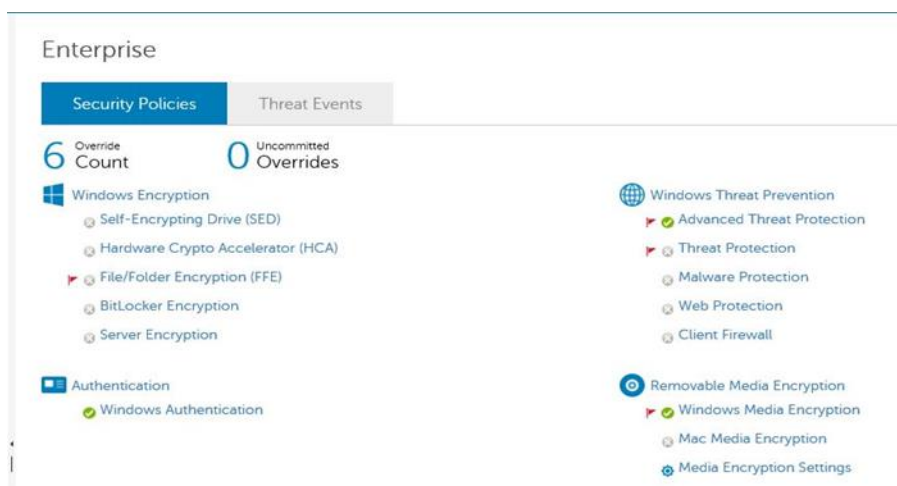 Enterprise
Security Policies
Threat Events
6 Override Count
0 Uncommitted Overrides
Windows Encryption
Self-Encrypting Drive (SED)
Hardware Crypto Accelerator (HCA)
File/Folder Encryption (FFE)
BitLocker Encryption
Server Encryption
Authentication
Windows Authentication
Windows Threat Prevention
Advanced Threat Protection
Threat Protection
Malware Protection
Web Protection
Client Firewall
Removable Media Encryption
Windows Media Encryption
Mac Media Encryption
Media Encryption Settings